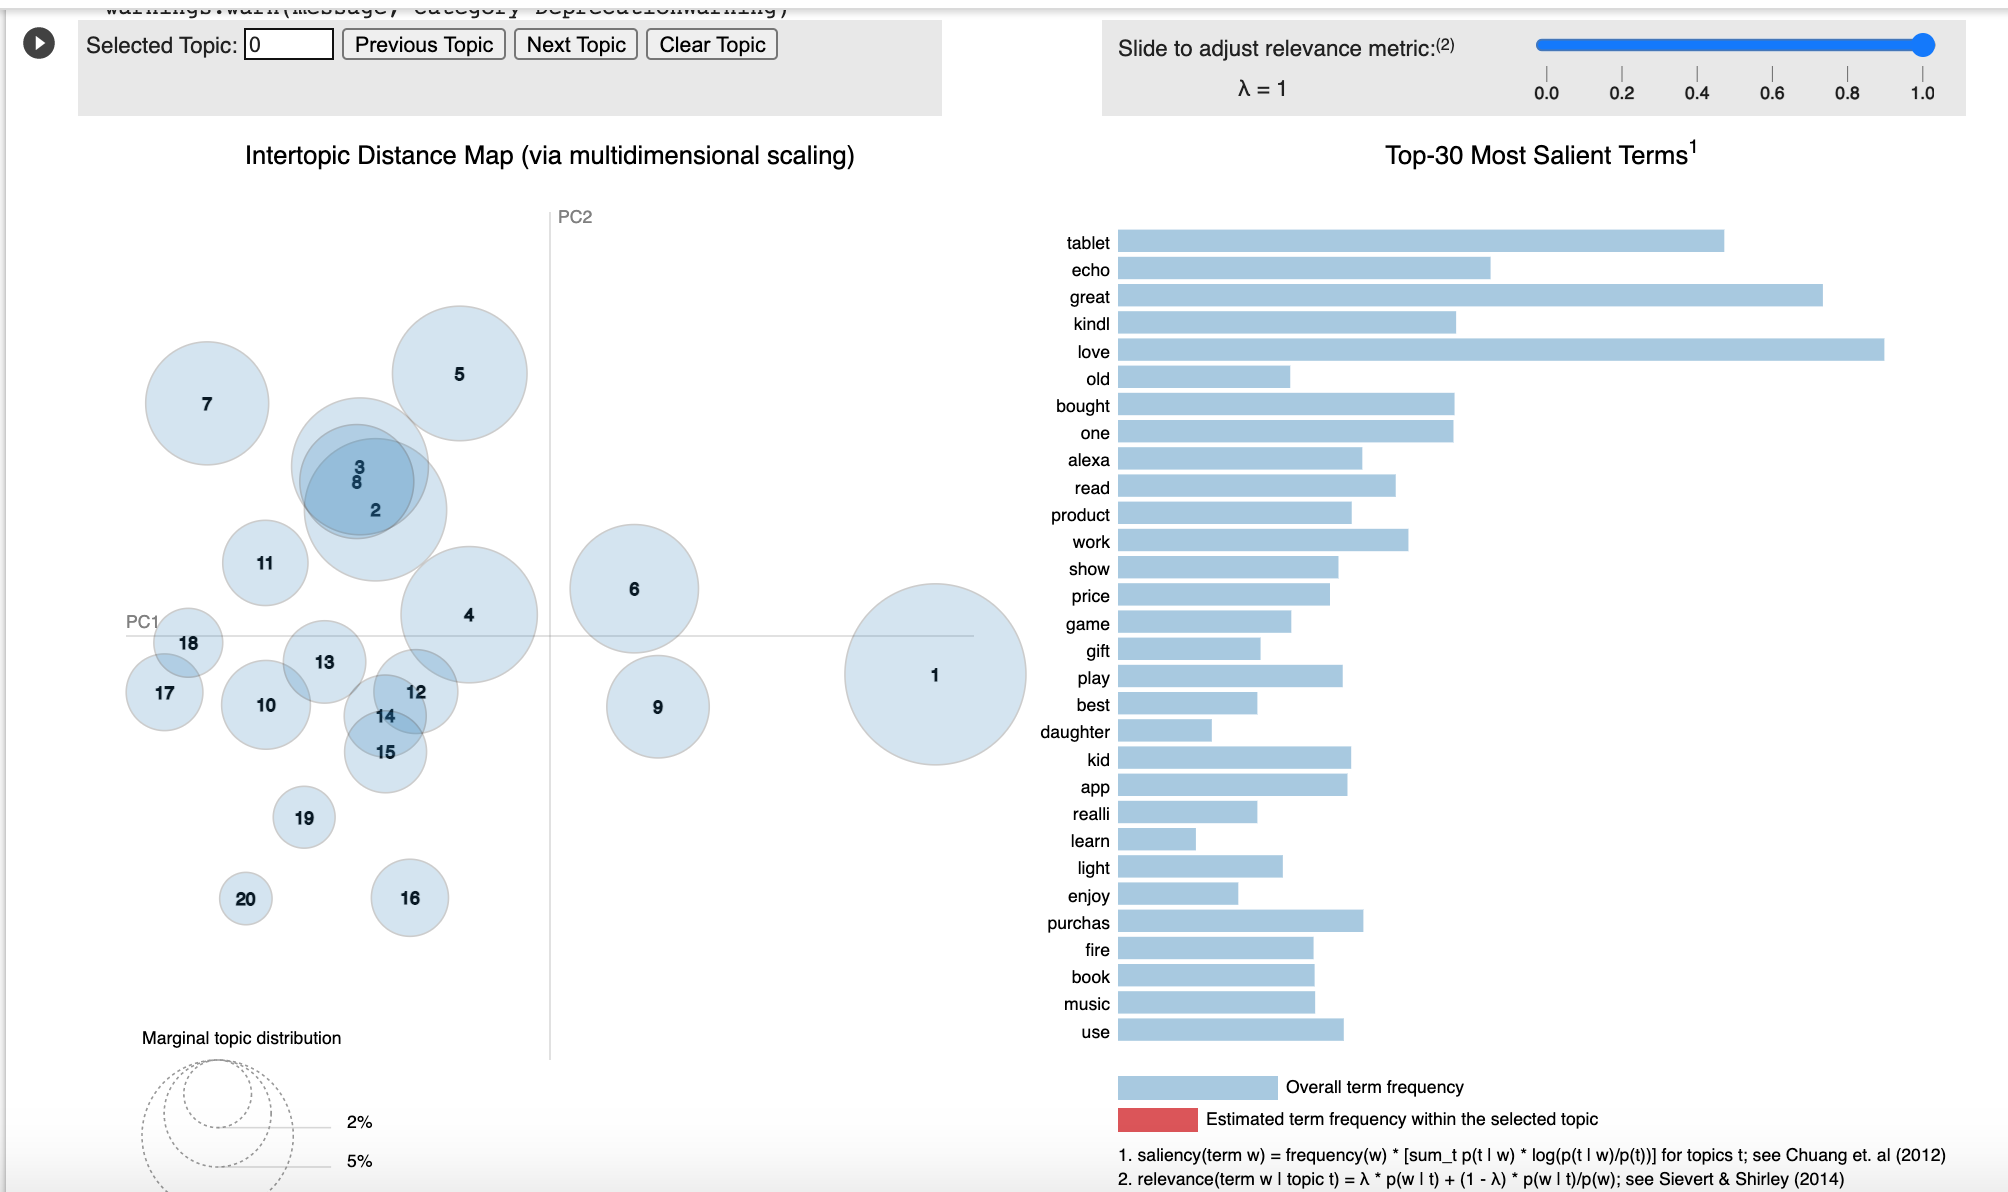 warnings.warn(message, category=DeprecationWarning)
Selected Topic: 0 Previous Topic Next Topic Clear Topic
Slide to adjust relevance metric:(2)
λ = 1
0.0 0.2 0.4 0.6 0.8 1.0
Intertopic Distance Map (via multidimensional scaling)
PC2
PC1
5
7
3
8
2
11
6
4
18
13
1
17
12
10
9
14
15
19
20
16
Marginal topic distribution
2%
5%
Top-30 Most Salient Terms1
tablet
echo
great
kindl
love
old
bought
one
alexa
read
product
work
show
price
game
gift
play
best
daughter
kid
app
realli
learn
light
enjoy
purchas
fire
book
music
use
Overall term frequency
Estimated term frequency within the selected topic
1. saliency(term w) = frequency(w) * [sum_t p(t | w) * log(p(t | w)/p(t))] for topics t; see Chuang et. al (2012)
2. relevance(term w | topic t) = λ * p(w | t) + (1 - λ) * p(w | t)/p(w); see Sievert & Shirley (2014)